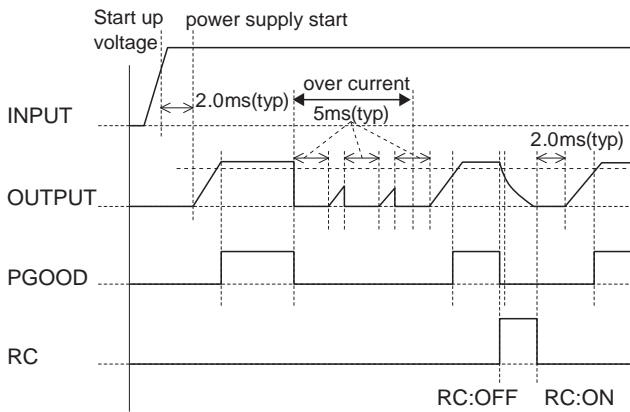 Start up
voltage
power supply start
over current
2.0ms(typ)
5ms(typ)
2.0ms(typ)
INPUT
OUTPUT
PGOOD
RC
RC:OFF
RC:ON